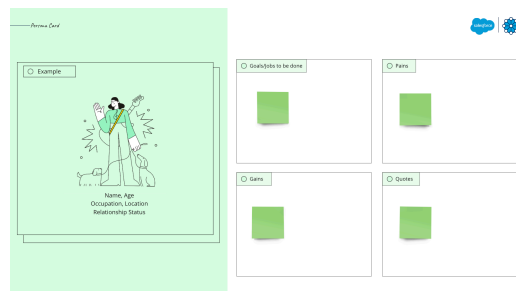 Persona Card
salesforce
Example
Name, Age
Occupation, Location
Relationship Status
Goals/Jobs to be done
Pains
Gains
Quotes